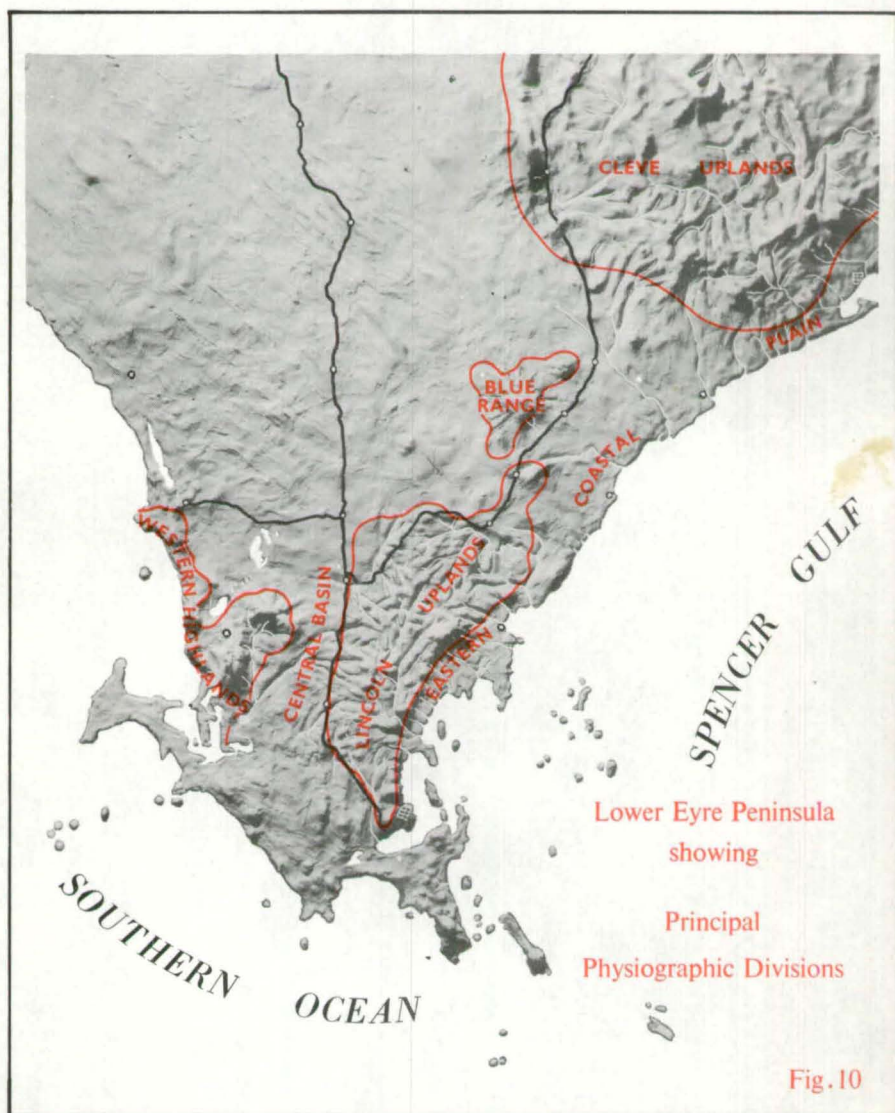 CLEVE UPLANDS
PLAIN
BLUE
RANGE
COASTAL
WESTERN HIGHLANDS
CENTRAL BASIN
LINCOLN
UPLANDS
EASTERN
SPENCER GULF
Lower Eyre Peninsula
showing
Principal
Physiographic Divisions
SOUTHERN OCEAN
Fig.10